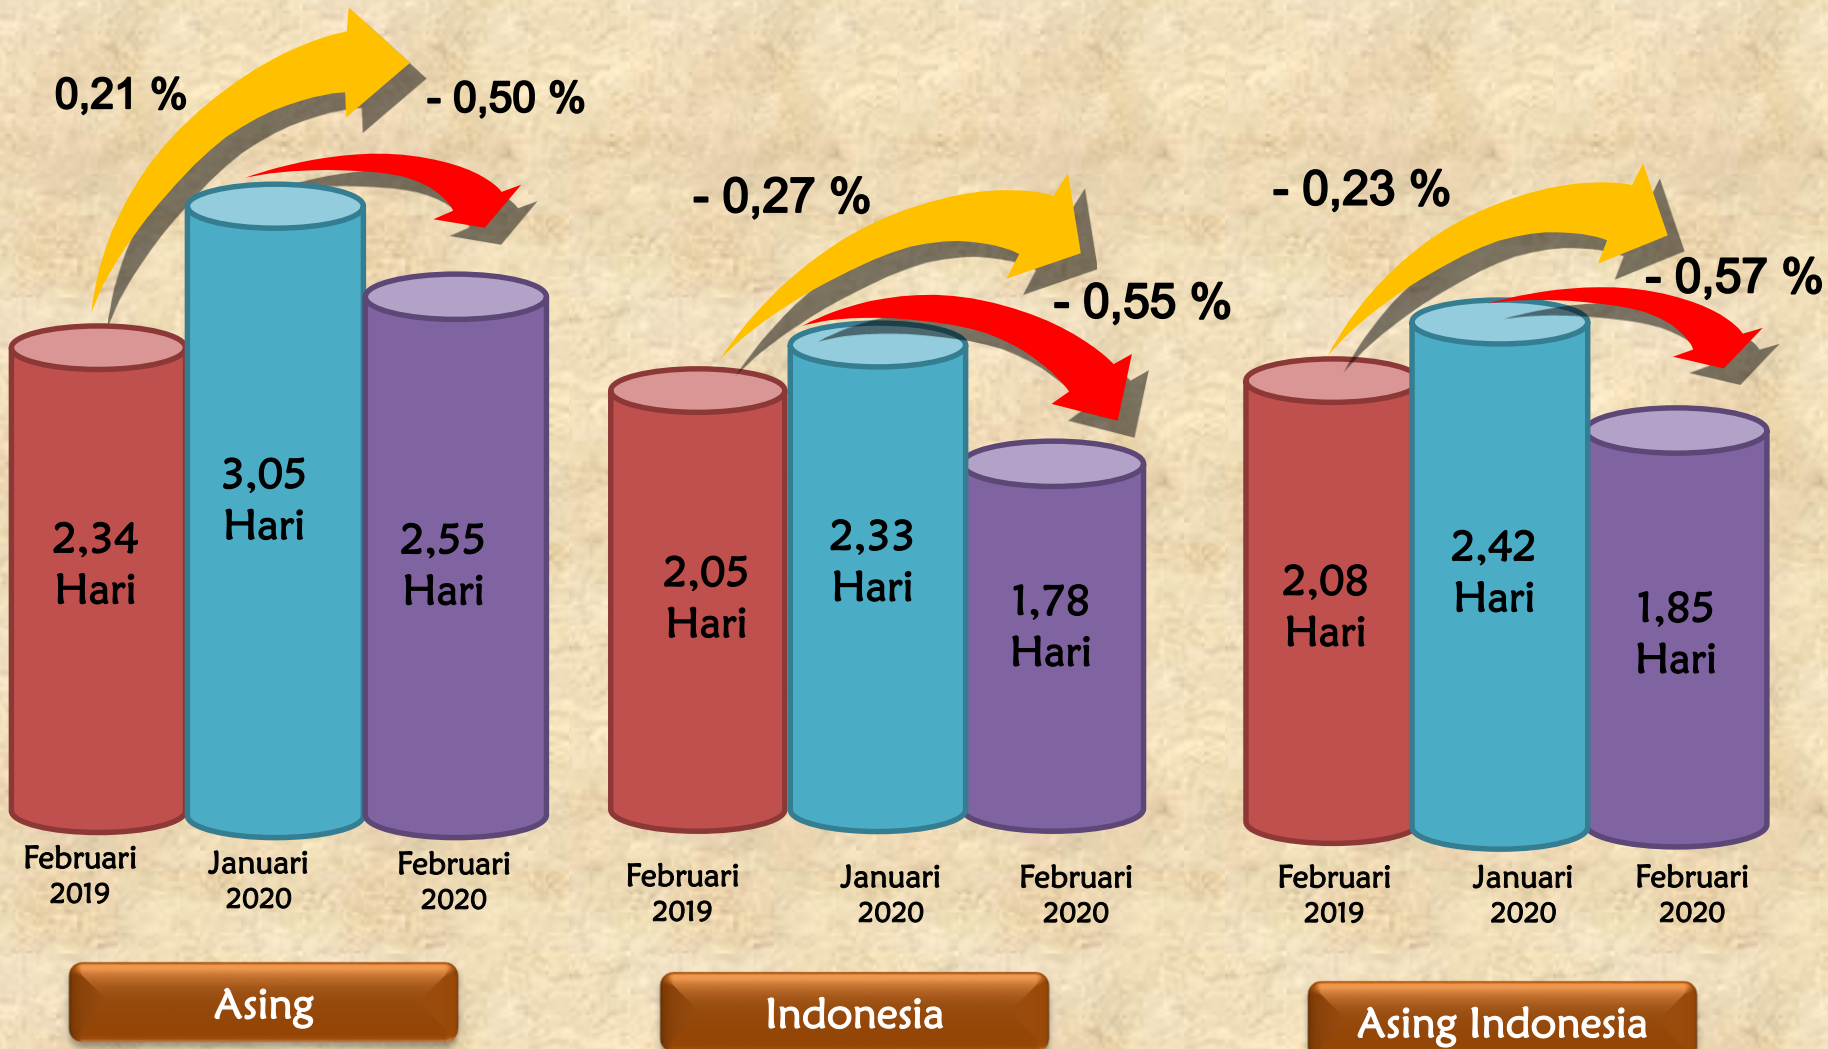 0,21 %
- 0,50 %
3,05
Hari
2,34
Hari
2,55
Hari
Februari
2019
Januari
2020
Februari
2020
Asing
- 0,27 %
- 0,55 %
2,05
Hari
2,33
Hari
1,78
Hari
Februari
2019
Januari
2020
Februari
2020
Indonesia
- 0,23 %
- 0,57 %
2,08
Hari
2,42
Hari
1,85
Hari
Februari
2019
Januari
2020
Februari
2020
Asing Indonesia